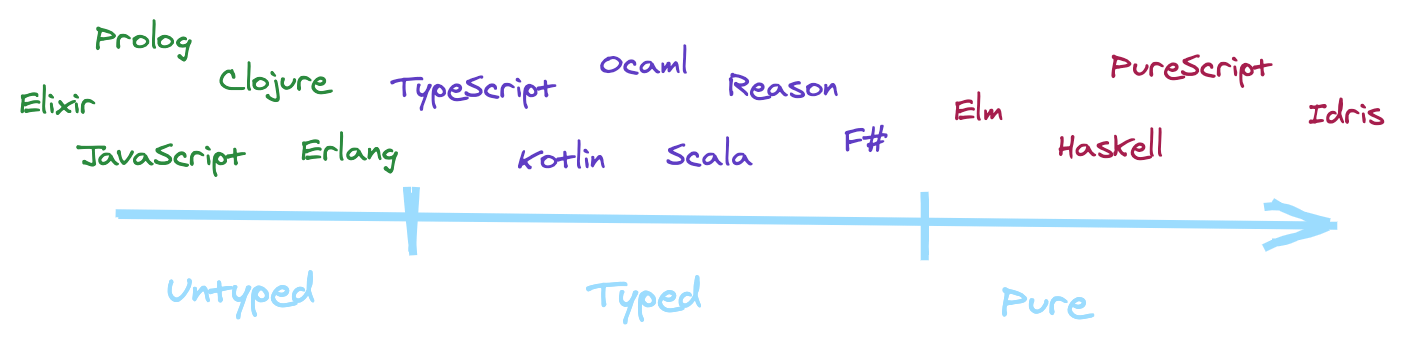 Prolog
Elixir
Clojure
JavaScript
Erlang
TypeScript
Ocaml
Reason
Kotlin
Scala
F#
Elm
PureScript
Haskell
Idris
Untyped
Typed
Pure